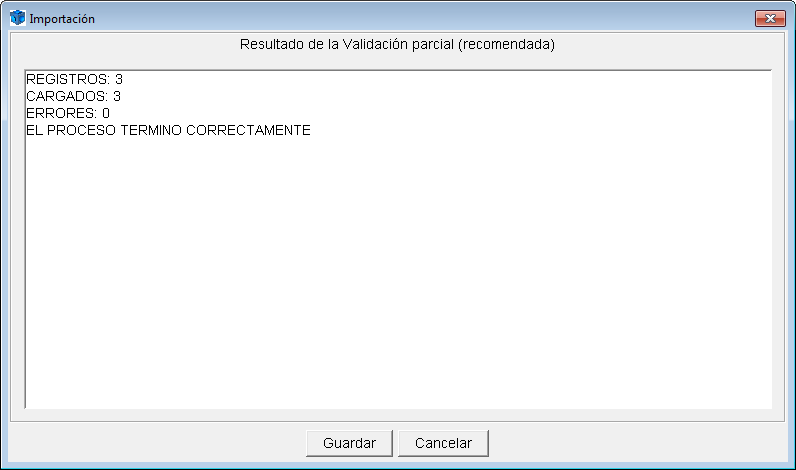 Importación
Resultado de la Validación parcial (recomendada)
REGISTROS: 3
CARGADOS: 3
ERRORES: 0
EL PROCESO TERMINO CORRECTAMENTE
Guardar
Cancelar